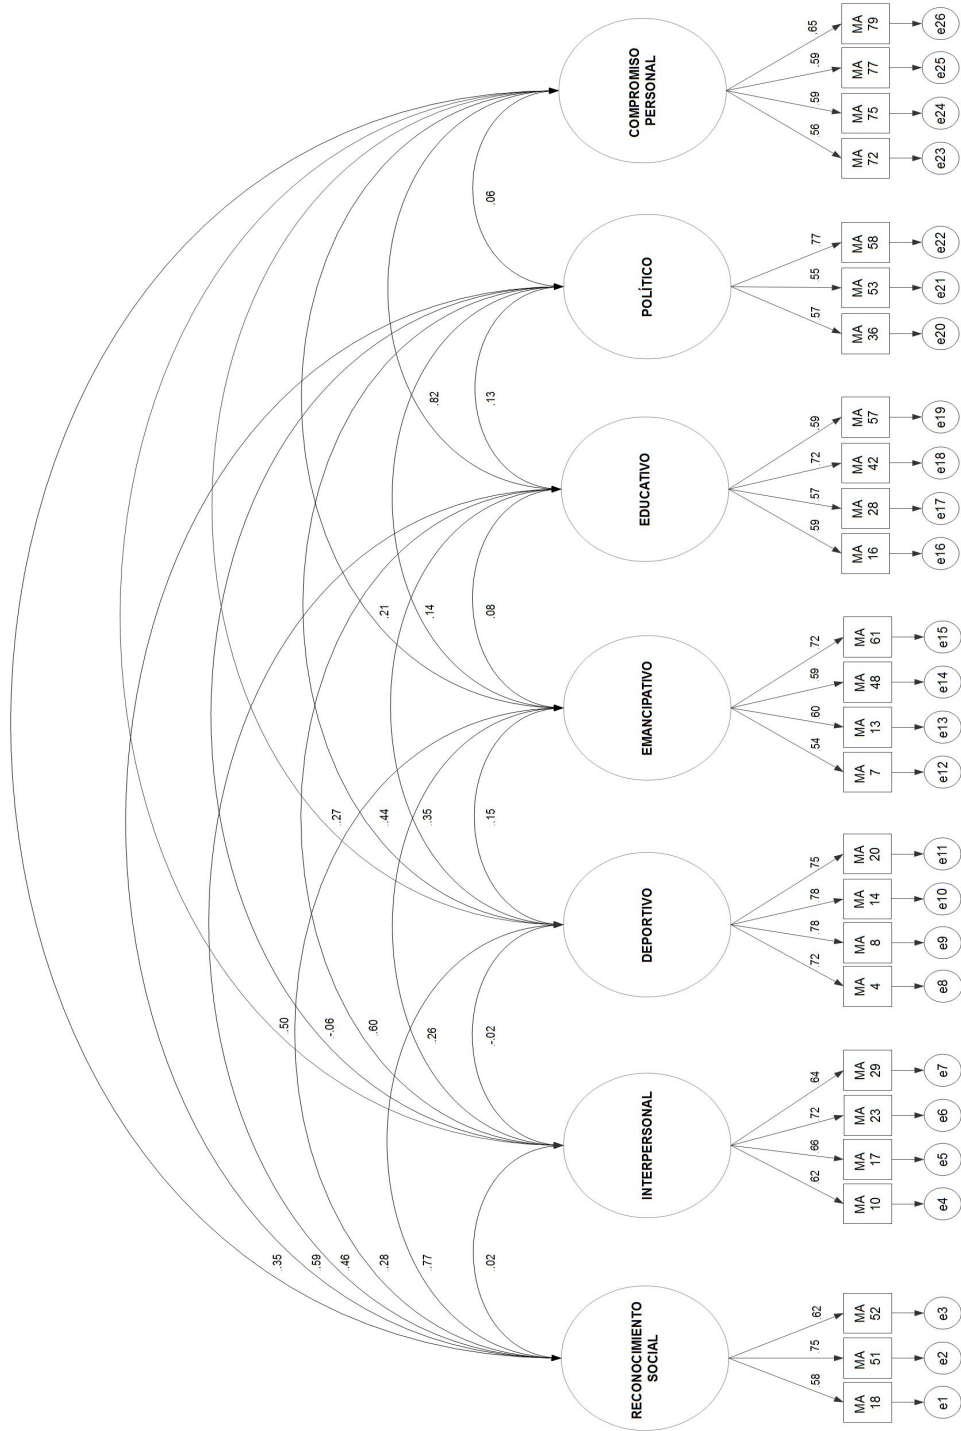 .35
.59
.46
.28
.77
.02
.50
-.06
.60
.26
-.02
.27
.44
.35
.15
.21
.14
.08
.82
.13
.06
RECONOCIMIENTO
SOCIAL
INTERPERSONAL
DEPORTIVO
EMANCIPATIVO
EDUCATIVO
POLÍTICO
COMPROMISO
PERSONAL
.58 .75 .62
.62 .66 .72 .64
.72 .78 .78 .75
.54 .60 .59 .72
.59 .57 .72 .59
.57 .55 .77
.56 .59 .59 .65
MA MA MA
18 51 52
MA MA MA MA
10 17 23 29
MA MA MA MA
4 8 14 20
MA MA MA MA
7 13 48 61
MA MA MA MA
16 28 42 57
MA MA MA
36 53 58
MA MA MA MA
72 75 77 79
e1 e2 e3 e4 e5 e6 e7 e8 e9 e10 e11 e12 e13 e14 e15 e16 e17 e18 e19 e20 e21 e22 e23 e24 e25 e26